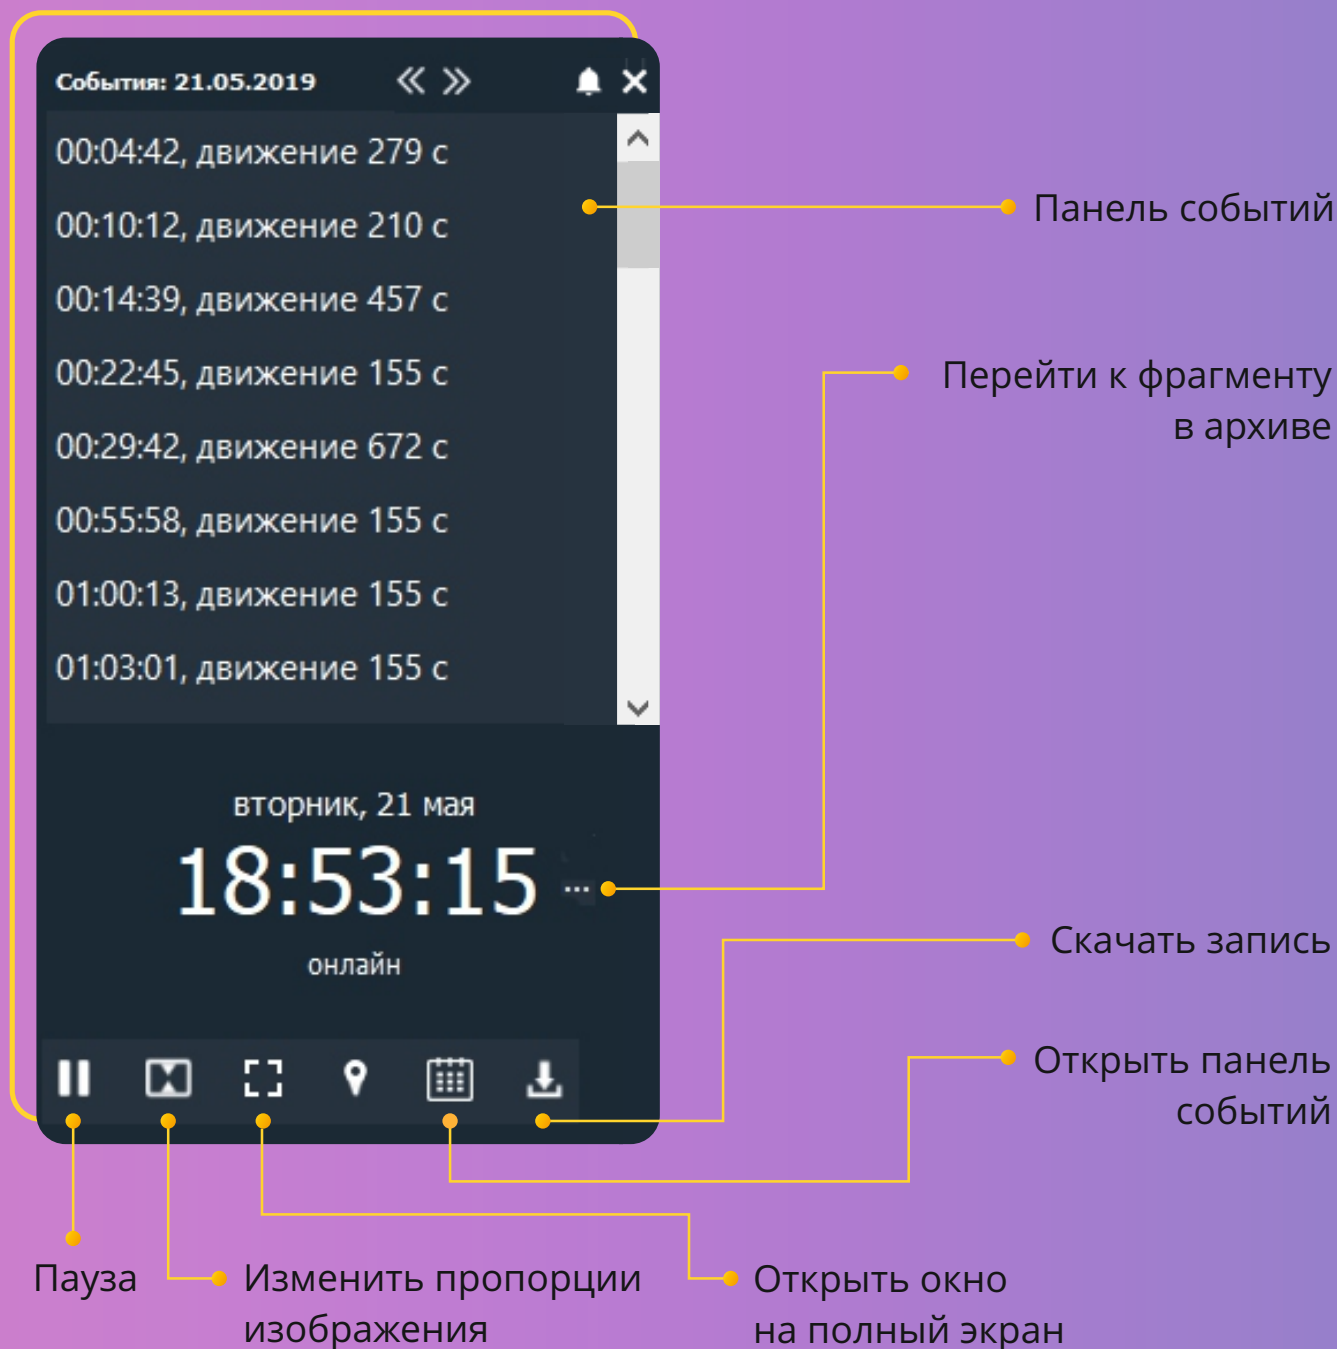 События: 21.05.2019
00:04:42, движение 279 с
00:10:12, движение 210 с
00:14:39, движение 457 с
00:22:45, движение 155 с
00:29:42, движение 672 с
00:55:58, движение 155 с
01:00:13, движение 155 с
01:03:01, движение 155 с
вторник, 21 мая
18:53:15
онлайн
Панель событий
Перейти к фрагменту
в архиве
Скачать запись
Открыть панель
событий
Пауза
Изменить пропорции
изображения
Открыть окно
на полный экран